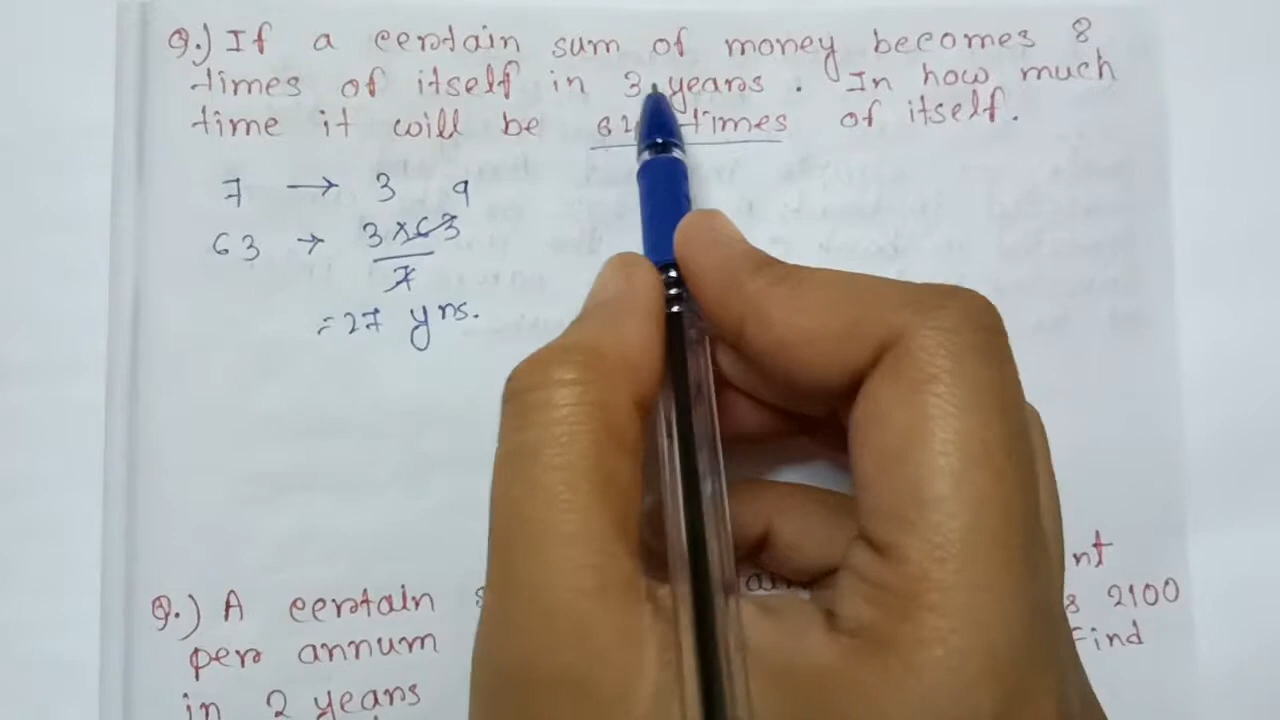 Q.) If a certain sum of money becomes 8
times of itself in 3 years . In how much
time it will be times of itself.
7 → 3 9
63 → 3×63
7
=27 yrs.
nt
Q.) A certain 2100
per annum Find
in 2 years